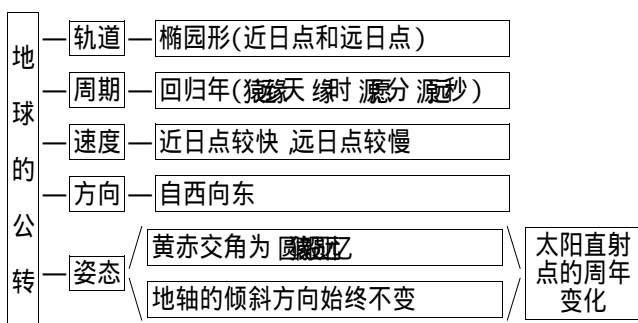 地球的公转
轨道
椭园形(近日点和远日点)
周期
回归年(天 时 分 秒)
速度
近日点较快,远日点较慢
方向
自西向东
姿态
黄赤交角为
地轴的倾斜方向始终不变
太阳直射
点的周年
变化